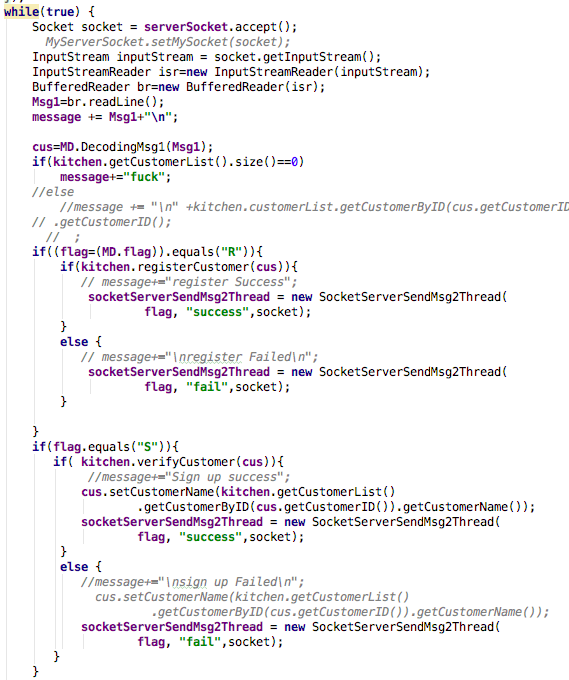 while(true) {
Socket socket = serverSocket.accept();
MyServerSocket.setMySocket(socket);
InputStream inputStream = socket.getInputStream();
InputStreamReader isr=new InputStreamReader(inputStream);
BufferedReader br=new BufferedReader(isr);
Msg1=br.readLine();
message += Msg1+"\n";
cus=MD.DecodingMsg1(Msg1);
if(kitchen.getCustomerList().size()==0)
message+="fuck";
//else
//message += "\n" +kitchen.customerList.getCustomerByID(cus.getCustomerID
// .getCustomerID();
// ;
if((flag=(MD.flag)).equals("R")){
if(kitchen.registerCustomer(cus)){
// message+="register Success";
socketServerSendMsg2Thread = new SocketServerSendMsg2Thread(
flag, "success",socket);
}
else {
// message+="\nregister Failed\n";
socketServerSendMsg2Thread = new SocketServerSendMsg2Thread(
flag, "fail",socket);
}
}
if(flag.equals("S")){
if( kitchen.verifyCustomer(cus)){
//message+="Sign up success";
cus.setCustomerName(kitchen.getCustomerList()
.getCustomerByID(cus.getCustomerID()).getCustomerName());
socketServerSendMsg2Thread = new SocketServerSendMsg2Thread(
flag, "success",socket);
}
else {
//message+="\nsign up Failed\n";
cus.setCustomerName(kitchen.getCustomerList()
.getCustomerByID(cus.getCustomerID()).getCustomerName());
socketServerSendMsg2Thread = new SocketServerSendMsg2Thread(
flag, "fail",socket);
}
}